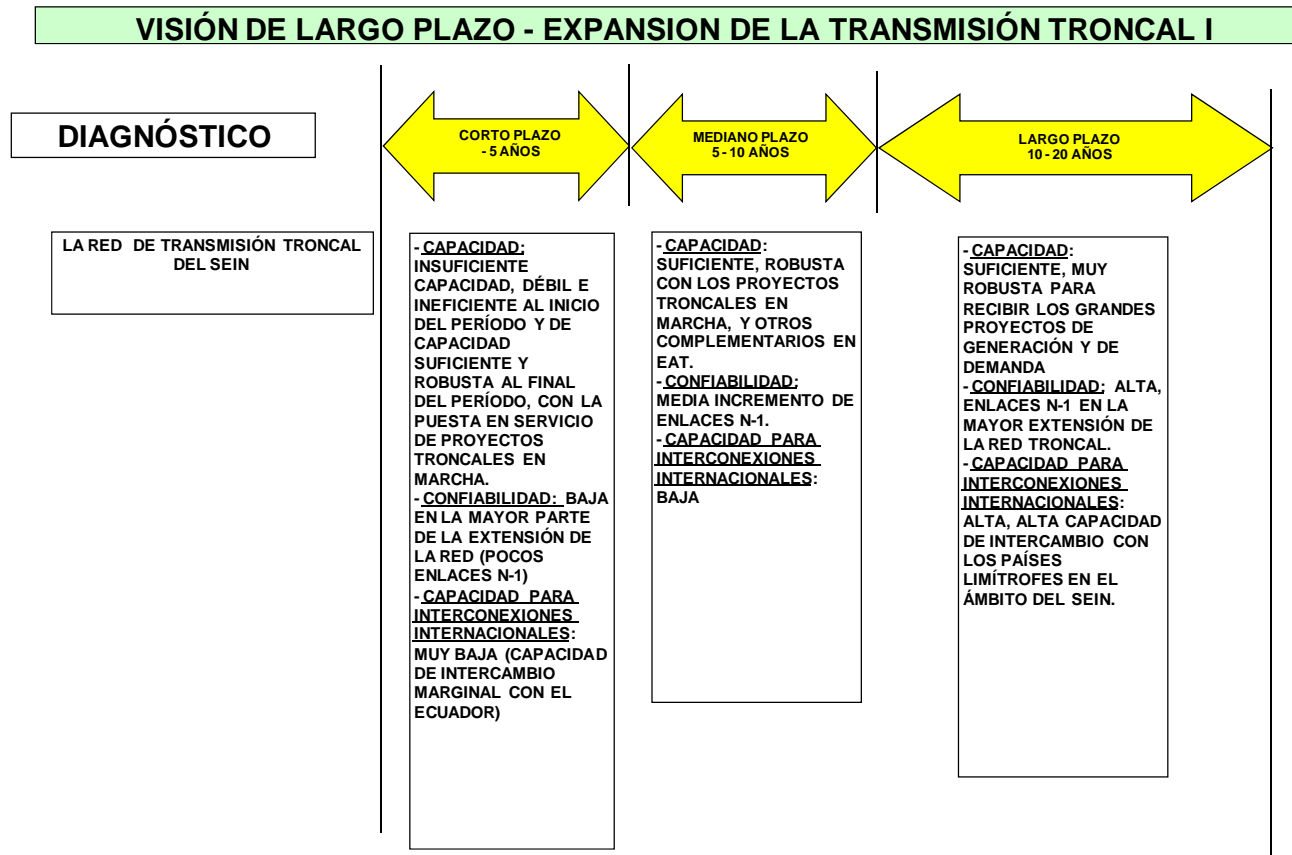 VISIÓN DE LARGO PLAZO - EXPANSION DE LA TRANSMISIÓN TRONCAL I
DIAGNÓSTICO
CORTO PLAZO
- 5 AÑOS
MEDIANO PLAZO
5 - 10 AÑOS
LARGO PLAZO
10 - 20 AÑOS
LA RED DE TRANSMISIÓN TRONCAL
DEL SEIN
- CAPACIDAD:
INSUFICIENTE
CAPACIDAD, DÉBIL E
INEFICIENTE AL INICIO
DEL PERÍODO Y DE
CAPACIDAD
SUFICIENTE Y
ROBUSTA AL FINAL
DEL PERÍODO, CON LA
PUESTA EN SERVICIO
DE PROYECTOS
TRONCALES EN
MARCHA.
- CONFIABILIDAD: BAJA
EN LA MAYOR PARTE
DE LA EXTENSIÓN DE
LA RED (POCOS
ENLACES N-1)
- CAPACIDAD PARA
INTERCONEXIONES
INTERNACIONALES:
MUY BAJA (CAPACIDAD
DE INTERCAMBIO
MARGINAL CON EL
ECUADOR)
- CAPACIDAD:
SUFICIENTE, ROBUSTA
CON LOS PROYECTOS
TRONCALES EN
MARCHA, Y OTROS
COMPLEMENTARIOS EN
EAT.
- CONFIABILIDAD:
MEDIA INCREMENTO DE
ENLACES N-1.
- CAPACIDAD PARA
INTERCONEXIONES
INTERNACIONALES:
BAJA
- CAPACIDAD:
SUFICIENTE, MUY
ROBUSTA PARA
RECIBIR LOS GRANDES
PROYECTOS DE
GENERACIÓN Y DE
DEMANDA
- CONFIABILIDAD: ALTA,
ENLACES N-1 EN LA
MAYOR EXTENSIÓN DE
LA RED TRONCAL.
- CAPACIDAD PARA
INTERCONEXIONES
INTERNACIONALES:
ALTA, ALTA CAPACIDAD
DE INTERCAMBIO CON
LOS PAÍSES
LIMÍTROFES EN EL
ÁMBITO DEL SEIN.